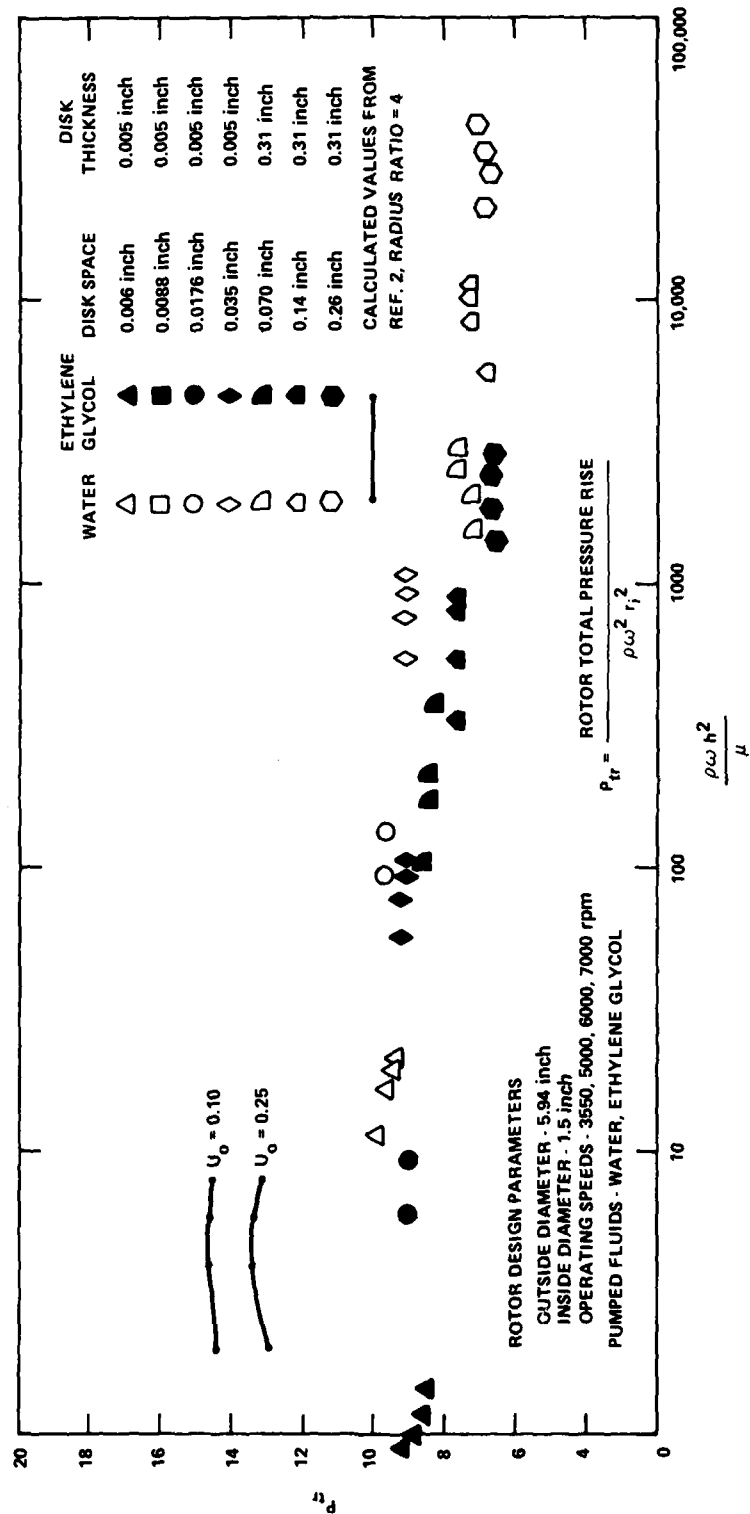 20
18
16
14
12
10
8
6
4
2
0
P_tr
U_o = 0.10
U_o = 0.25
WATER ETHYLENE GLYCOL DISK SPACE DISK THICKNESS
0.006 inch 0.005 inch
0.0088 inch 0.005 inch
0.0176 inch 0.005 inch
0.035 inch 0.005 inch
0.070 inch 0.31 inch
0.14 inch 0.31 inch
0.26 inch 0.31 inch
CALCULATED VALUES FROM
REF. 2, RADIUS RATIO = 4
ROTOR DESIGN PARAMETERS
OUTSIDE DIAMETER - 5.94 inch
INSIDE DIAMETER - 1.5 inch
OPERATING SPEEDS - 3550, 5000, 6000, 7000 rpm
PUMPED FLUIDS - WATER, ETHYLENE GLYCOL
P_tr = ROTOR TOTAL PRESSURE RISE
ρω² r_i²
10
100
1000
10,000
100,000
ρω h²
μ